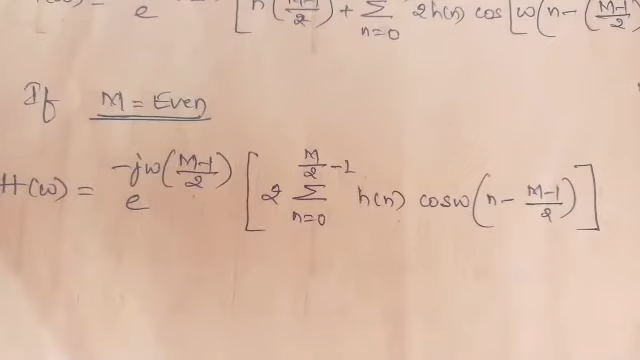 e [h(M-1/2) + Σ n=0 2h(n) cos[ω(n-(M-1/2)
If M = Even
H(ω) = e^-jω(M-1/2) [2 Σ n=0 ^M/2 -1 h(n) cosω(n- M-1/2)]